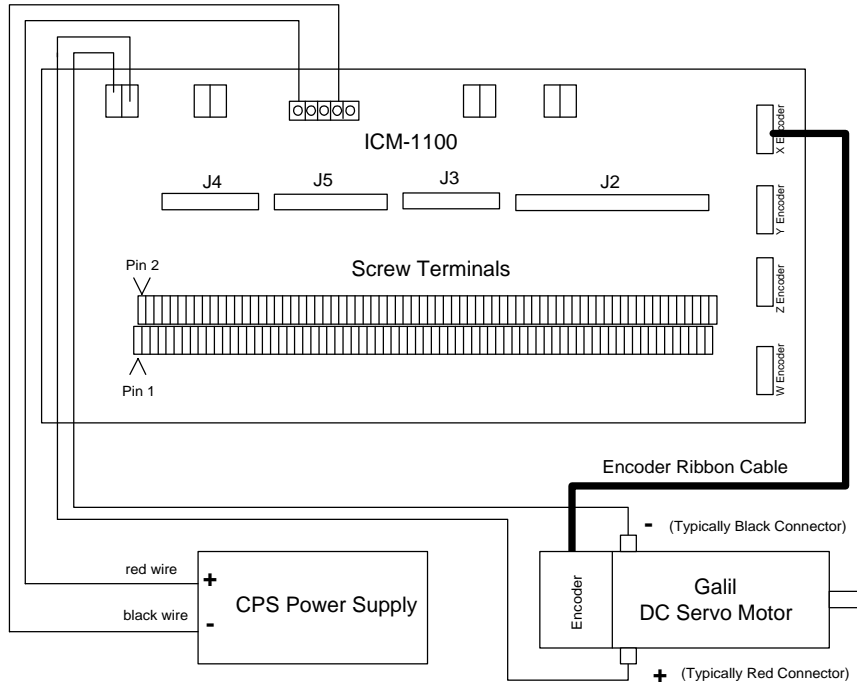 ICM-1100
X Encoder
J4
J5
J3
J2
Y Encoder
Pin 2
Screw Terminals
Z Encoder
W Encoder
Pin 1
Encoder Ribbon Cable
- (Typically Black Connector)
red wire
+
CPS Power Supply
black wire
-
Encoder
Galil
DC Servo Motor
+ (Typically Red Connector)